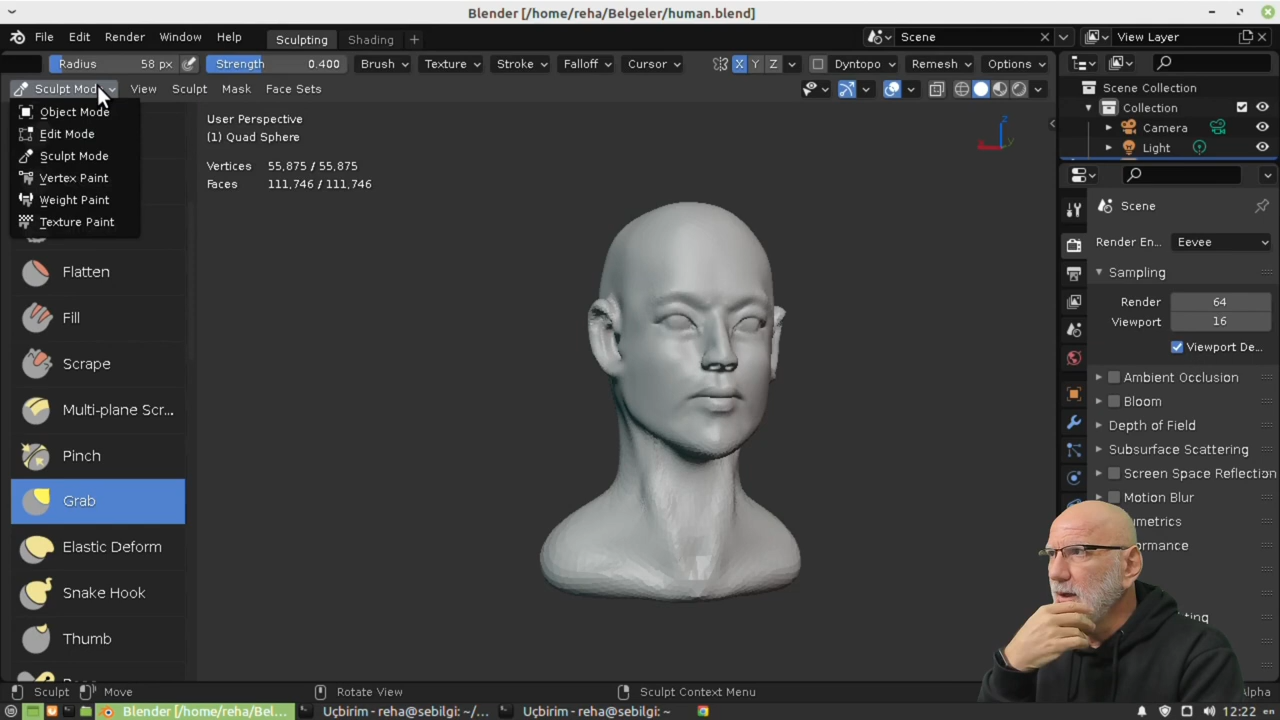 Blender [/home/reha/Belgeler/human.blend]
File Edit Render Window Help Sculpting Shading + Scene View Layer
Radius 58 px Strength 0.400 Brush Texture Stroke Falloff Cursor X Y Z Dyntopo Remesh Options
Sculpt Mode View Sculpt Mask Face Sets
Object Mode
Edit Mode
Sculpt Mode
Vertex Paint
Weight Paint
Texture Paint
Flatten
Fill
Scrape
Multi-plane Scr...
Pinch
Grab
Elastic Deform
Snake Hook
Thumb
User Perspective
(1) Quad Sphere
Vertices 55,875 / 55,875
Faces 111,746 / 111,746
Z
Y
Scene Collection
Collection
Camera
Light
Scene
Render En... Eevee
Sampling
Render 64
Viewport 16
Viewport De...
Ambient Occlusion
Bloom
Depth of Field
Subsurface Scattering
Screen Space Reflection
Motion Blur
umetrics
ormance
Sculpt Move Rotate View Sculpt Context Menu
Blender [/home/reha/Bel... Uçbirim - reha@sebilgi: ~/... Uçbirim - reha@sebilgi: ~ 12:22 en